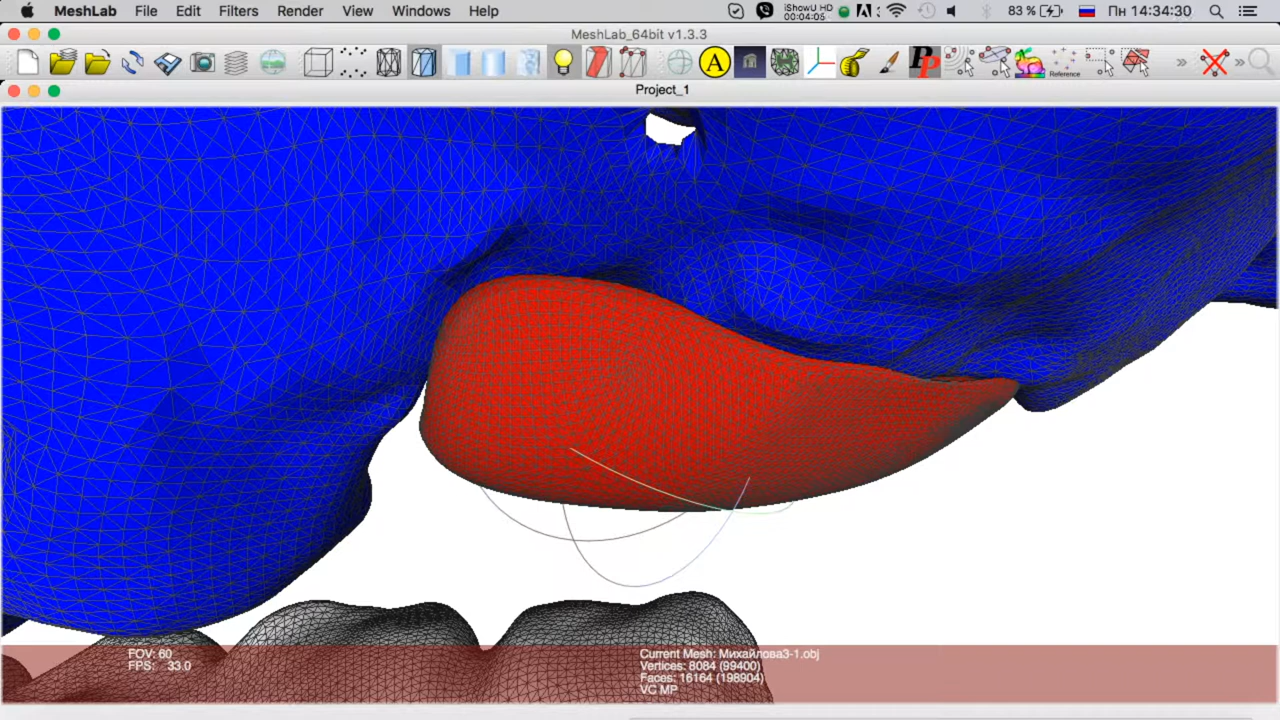 MeshLab File Edit Filters Render View Windows Help
iShowU HD
00:04:05
83 % Пн 14:34:30
MeshLab_64bit v1.3.3
A PP Reference » »
Project_1
FOV: 60
FPS: 33.0
Current Mesh: Михайлова3-1.obj
Vertices: 8084 (99400)
Faces: 16164 (198904)
VC MP